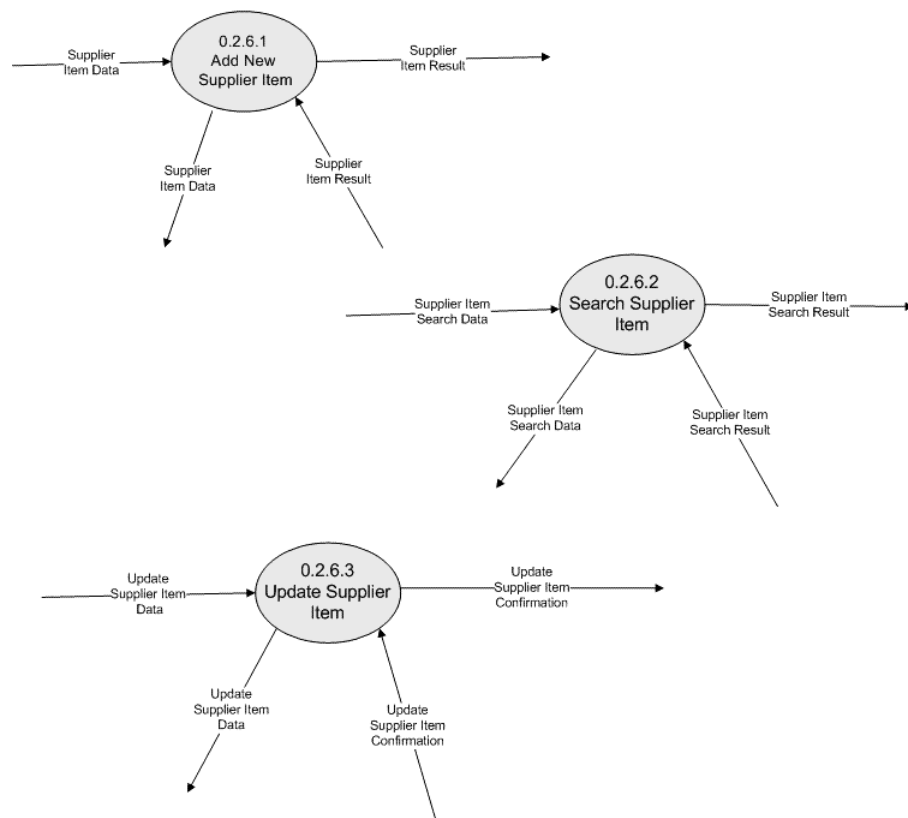 0.2.6.1
Add New
Supplier Item
Supplier
Item Data
Supplier
Item Result
Supplier
Item Data
Supplier
Item Result
0.2.6.2
Search Supplier
Item
Supplier Item
Search Data
Supplier Item
Search Result
Supplier Item
Search Data
Supplier Item
Search Result
0.2.6.3
Update Supplier
Item
Update
Supplier Item
Data
Update
Supplier Item
Confirmation
Update
Supplier Item
Data
Update
Supplier Item
Confirmation